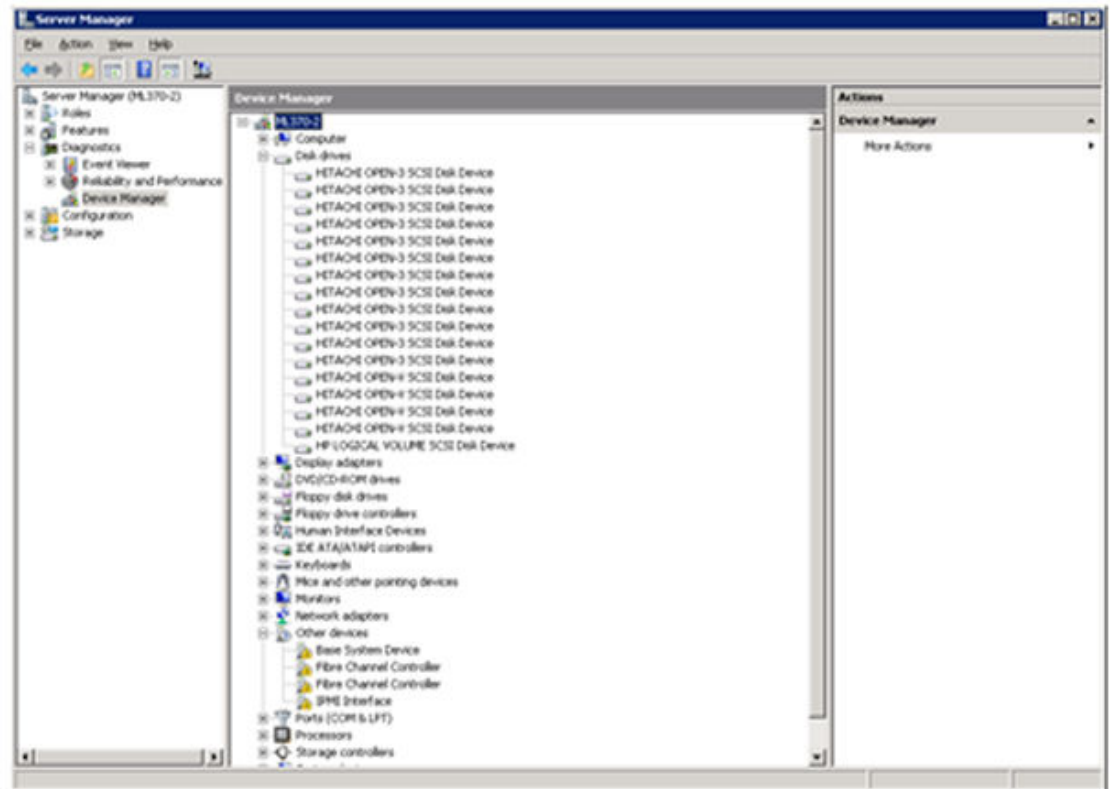 Server Manager
File Action View Help
Server Manager (ML370-2)
Roles
Features
Diagnostics
Event Viewer
Reliability and Performance
Device Manager
Configuration
Storage
Device Manager
ML370-2
Computer
Disk drives
HITACHI OPEN-3 SCSI Disk Device
HITACHI OPEN-3 SCSI Disk Device
HITACHI OPEN-3 SCSI Disk Device
HITACHI OPEN-3 SCSI Disk Device
HITACHI OPEN-3 SCSI Disk Device
HITACHI OPEN-3 SCSI Disk Device
HITACHI OPEN-3 SCSI Disk Device
HITACHI OPEN-3 SCSI Disk Device
HITACHI OPEN-3 SCSI Disk Device
HITACHI OPEN-3 SCSI Disk Device
HITACHI OPEN-3 SCSI Disk Device
HITACHI OPEN-3 SCSI Disk Device
HITACHI OPEN-V SCSI Disk Device
HITACHI OPEN-V SCSI Disk Device
HITACHI OPEN-V SCSI Disk Device
HITACHI OPEN-V SCSI Disk Device
HP LOGICAL VOLUME SCSI Disk Device
Display adapters
DVD/CD-ROM drives
Floppy disk drives
Floppy drive controllers
Human Interface Devices
IDE ATA/ATAPI controllers
Keyboards
Mice and other pointing devices
Monitors
Network adapters
Other devices
Base System Device
Fibre Channel Controller
Fibre Channel Controller
IPMI Interface
Ports (COM & LPT)
Processors
Storage controllers
Actions
Device Manager
More Actions